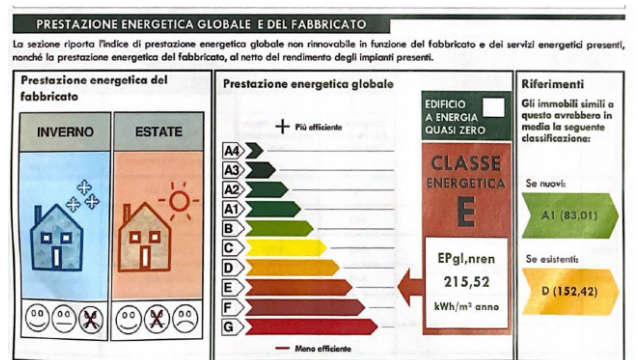 PRESTAZIONE ENERGETICA GLOBALE E DEL FABBRICATO
La sezione riporta l'indice di prestazione energetica globale non rinnovabile in funzione del fabbricato e dei servizi energetici presenti,
nonché la prestazione energetica del fabbricato, al netto del rendimento degli impianti presenti.
Prestazione energetica del
fabbricato
INVERNO
ESTATE
Prestazione energetica globale
+ Più efficiente
A4
A3
A2
A1
B
C
D
E
F
G
— Meno efficiente
EDIFICIO
A ENERGIA
QUASI ZERO
CLASSE
ENERGETICA
E
EPgl,nren
215,52
kWh/m² anno
Riferimenti
Gli immobili simili a
questo avrebbero in
media la seguente
classificazione:
Se nuovi:
A1 (83,01)
Se esistenti:
D (152,42)